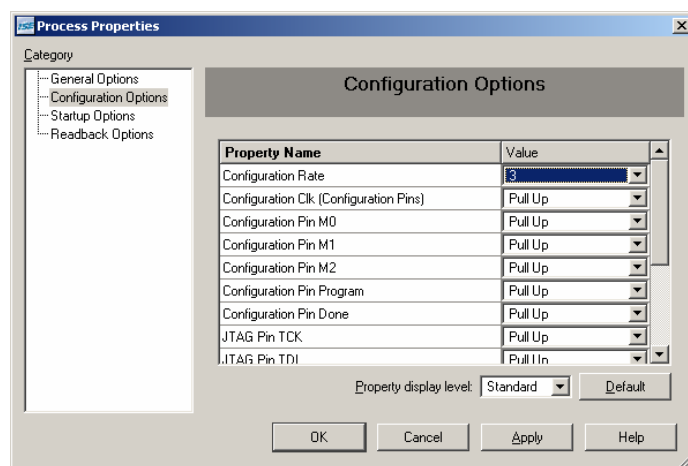 ISE Process Properties
Category
General Options
Configuration Options
Startup Options
Readback Options
Configuration Options
Property Name Value
Configuration Rate 3
Configuration Clk (Configuration Pins) Pull Up
Configuration Pin M0 Pull Up
Configuration Pin M1 Pull Up
Configuration Pin M2 Pull Up
Configuration Pin Program Pull Up
Configuration Pin Done Pull Up
JTAG Pin TCK Pull Up
JTAG Pin TDI Pull Up
Property display level: Standard Default
OK Cancel Apply Help